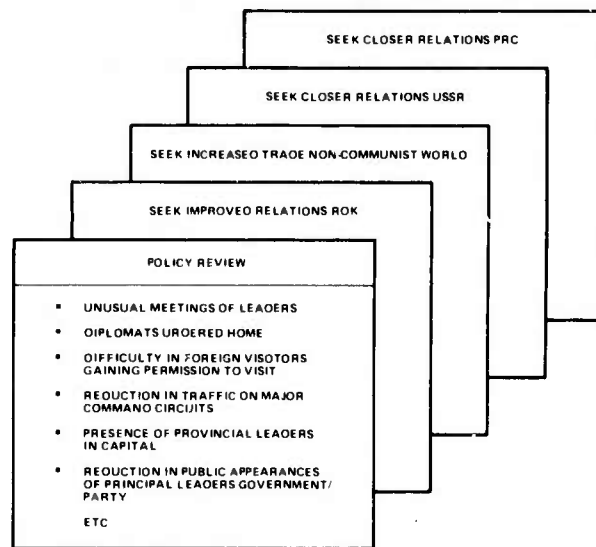 SEEK CLOSER RELATIONS PRC
SEEK CLOSER RELATIONS USSR
SEEK INCREASEO TRAOE NON-COMMUNIST WORLD
SEEK IMPROVEO RELATIONS ROK
POLICY REVIEW
▪ UNUSUAL MEETINGS OF LEAOERS
▪ OIPLOMATS UROERED HOME
▪ OIFFICULTY IN FOREIGN VISOTORS
GAINING PERMISSION TO VISIT
▪ REOUCTION IN TRAFFIC ON MAJOR
COMMANO CIRCIJITS
▪ PRESENCE OF PROVINCIAL LEAOERS
IN CAPITAL
▪ REOUCTION IN PUBLIC APPEARANCES
OF PRINCIPAL LEAOERS GOVERNMENT/
PARTY
ETC